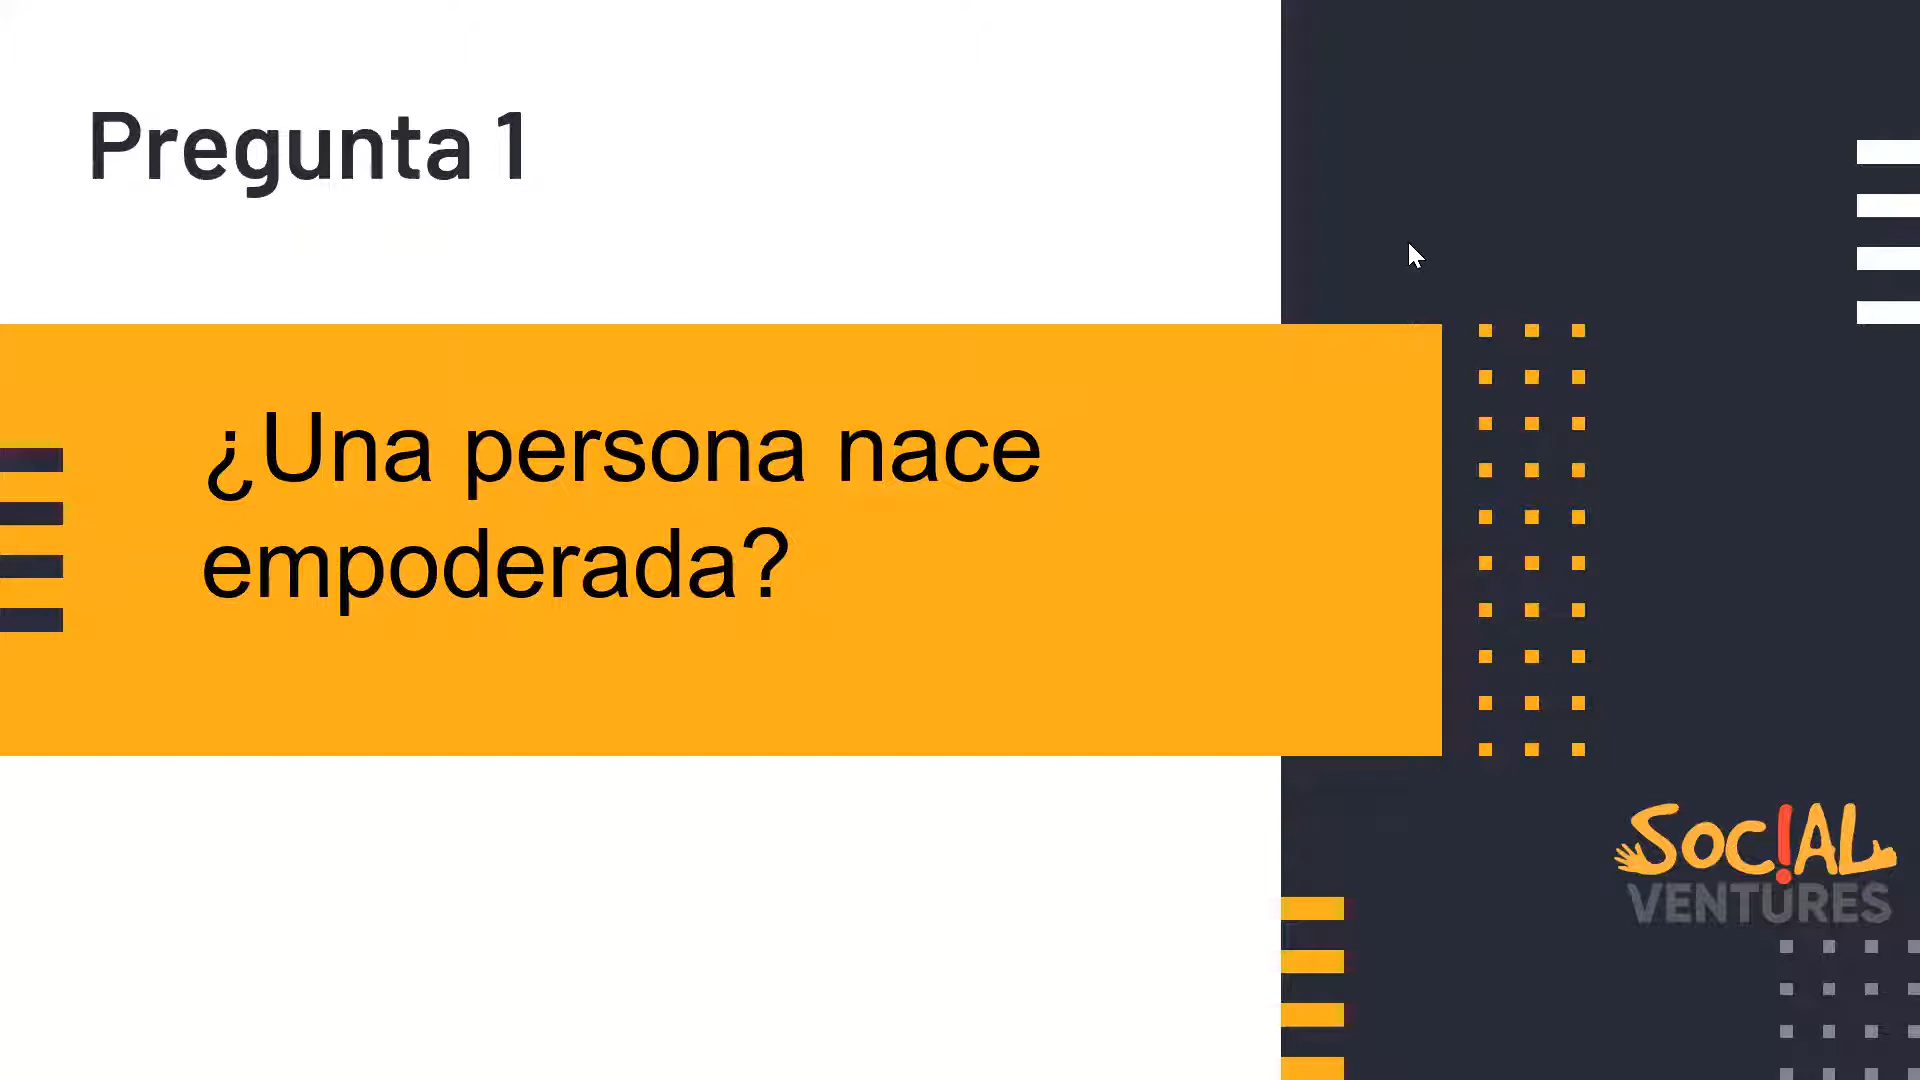 Pregunta 1
¿Una persona nace
empoderada?
SOC!AL
VENTURES